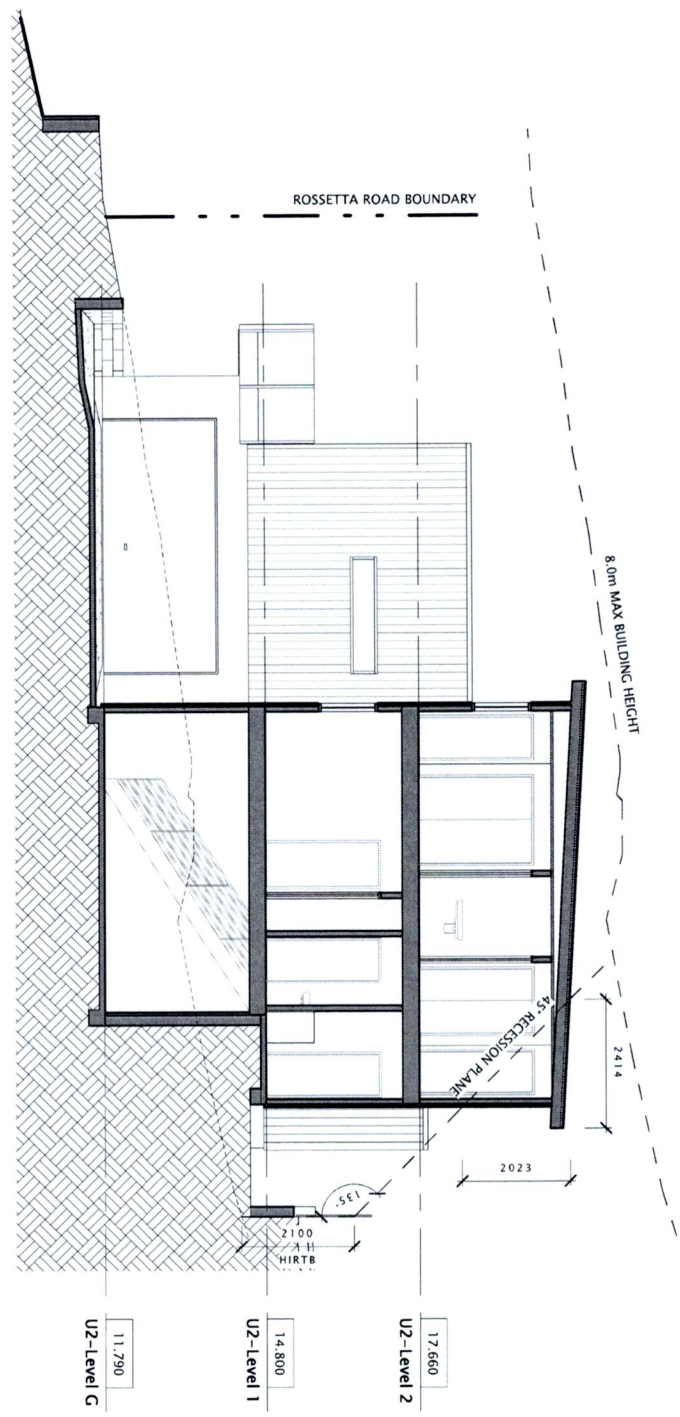 ROSSETTA ROAD BOUNDARY
8.0m MAX BUILDING HEIGHT
45° RECESSION PLANE
2414
2023
135°
2100
HIRTB
17.660
U2-Level 2
14.800
U2-Level 1
11.790
U2-Level G